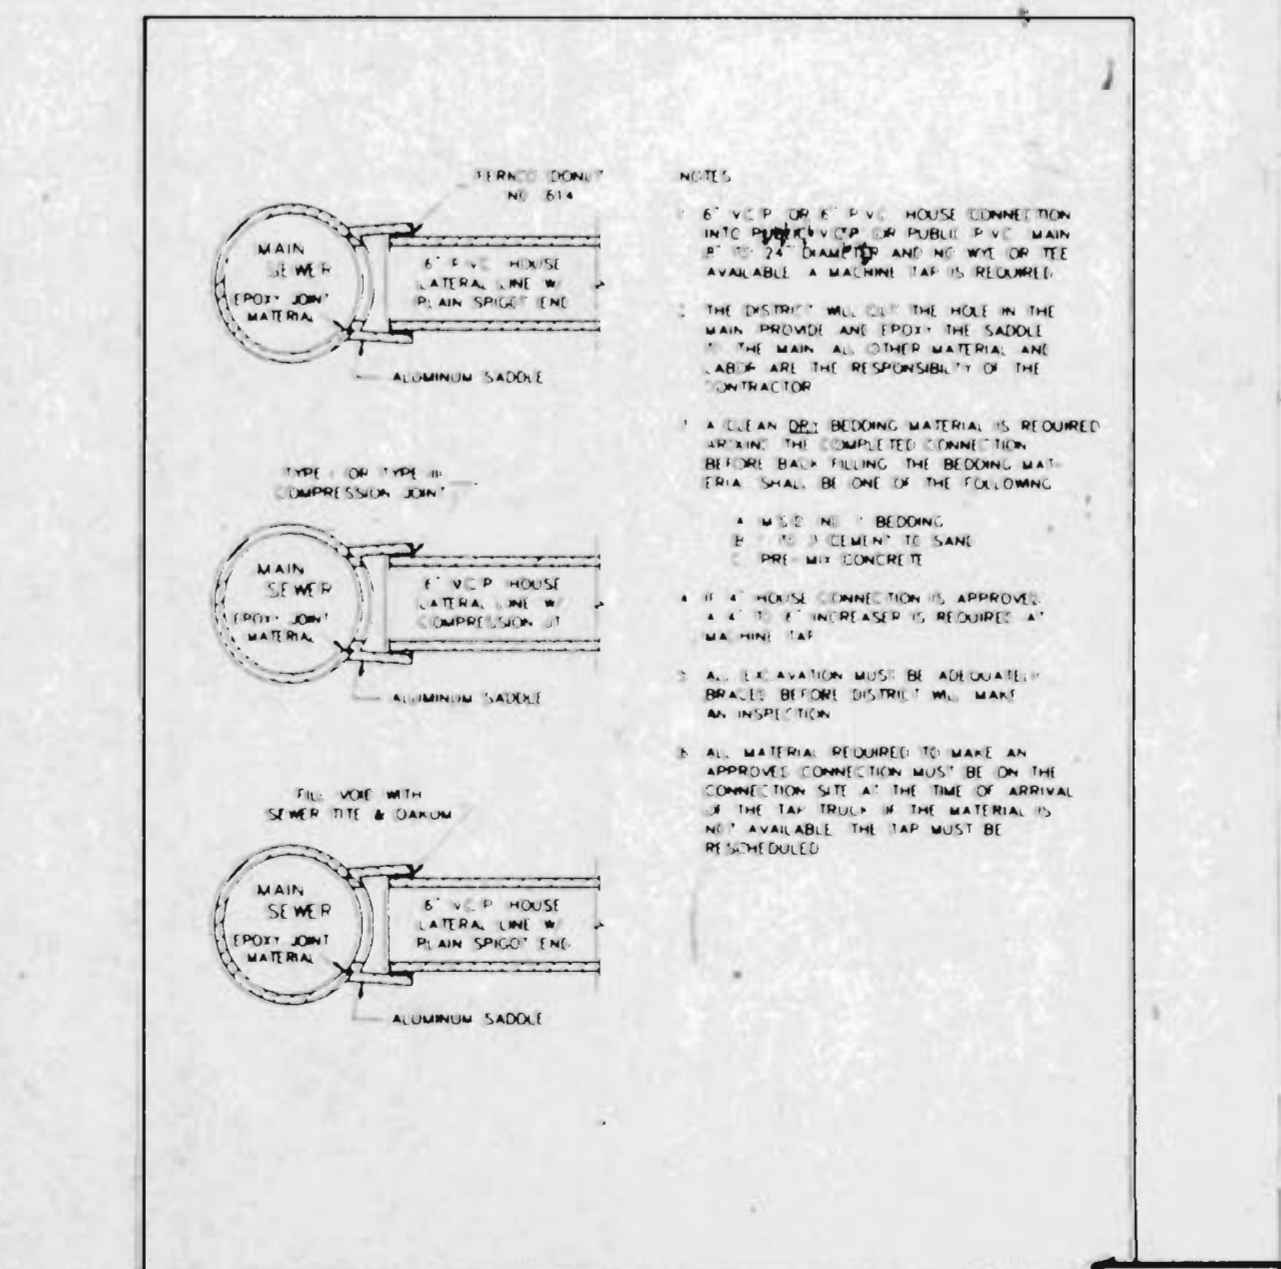 FERNCO DONUT
NO. 614
MAIN
SEWER
EPOXY JOINT
MATERIAL
6" P.V.C. HOUSE
LATERAL LINE W/
PLAIN SPIGOT END
ALUMINUM SADDLE
TYPE I OR TYPE III
COMPRESSION JOINT
MAIN
SEWER
EPOXY JOINT
MATERIAL
6" V.C.P. HOUSE
LATERAL LINE W/
COMPRESSION JT.
ALUMINUM SADDLE
FILL VOID WITH
SEWER TITE & OAKUM
MAIN
SEWER
EPOXY JOINT
MATERIAL
6" V.C.P. HOUSE
LATERAL LINE W/
PLAIN SPIGOT END
ALUMINUM SADDLE
NOTES
6" V.C.P. OR 6" P.V.C. HOUSE CONNECTION
INTO PUBLIC V.C.P. OR PUBLIC P.V.C. MAIN
8" TO 24" DIAMETER AND NO WYE OR TEE
AVAILABLE A MACHINE TAP IS REQUIRED
THE DISTRICT WILL CUT THE HOLE IN THE
MAIN PROVIDE AND EPOXY THE SADDLE
TO THE MAIN ALL OTHER MATERIAL AND
LABOR ARE THE RESPONSIBILITY OF THE
CONTRACTOR
A CLEAN DRY BEDDING MATERIAL IS REQUIRED
AROUND THE COMPLETED CONNECTION
BEFORE BACK FILLING THE BEDDING MAT-
ERIAL SHALL BE ONE OF THE FOLLOWING
A M.S.D. NO. BEDDING
B TO CEMENT TO SAND
C PRE-MIX CONCRETE
4 IF 4" HOUSE CONNECTION IS APPROVED
A 4" TO 6" INCREASER IS REQUIRED AT
MACHINE TAP
5 ALL EXCAVATION MUST BE ADEQUATELY
BRACED BEFORE DISTRICT WILL MAKE
AN INSPECTION
6 ALL MATERIAL REQUIRED TO MAKE AN
APPROVED CONNECTION MUST BE ON THE
CONNECTION SITE AT THE TIME OF ARRIVAL
OF THE TAP TRUCK IF THE MATERIAL IS
NOT AVAILABLE THE TAP MUST BE
RESCHEDULED